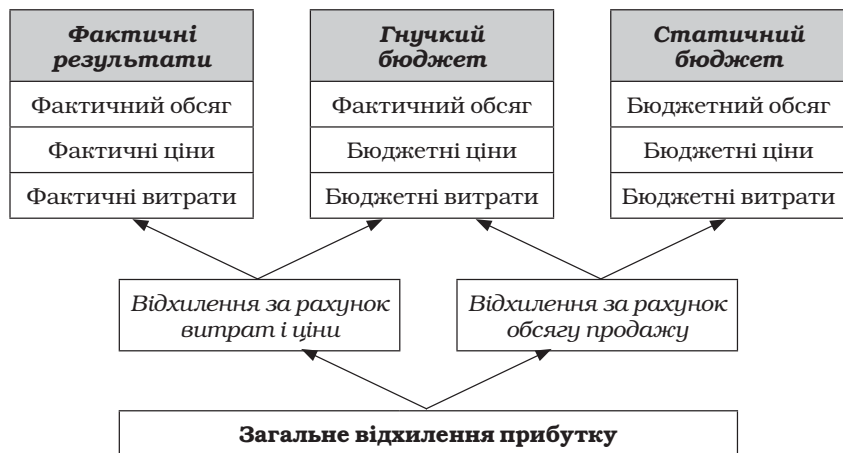 Фактичні
результати
Фактичний обсяг
Фактичні ціни
Фактичні витрати
Гнучкий
бюджет
Фактичний обсяг
Бюджетні ціни
Бюджетні витрати
Статичний
бюджет
Бюджетний обсяг
Бюджетні ціни
Бюджетні витрати
Відхилення за рахунок
витрат і ціни
Відхилення за рахунок
обсягу продажу
Загальне відхилення прибутку